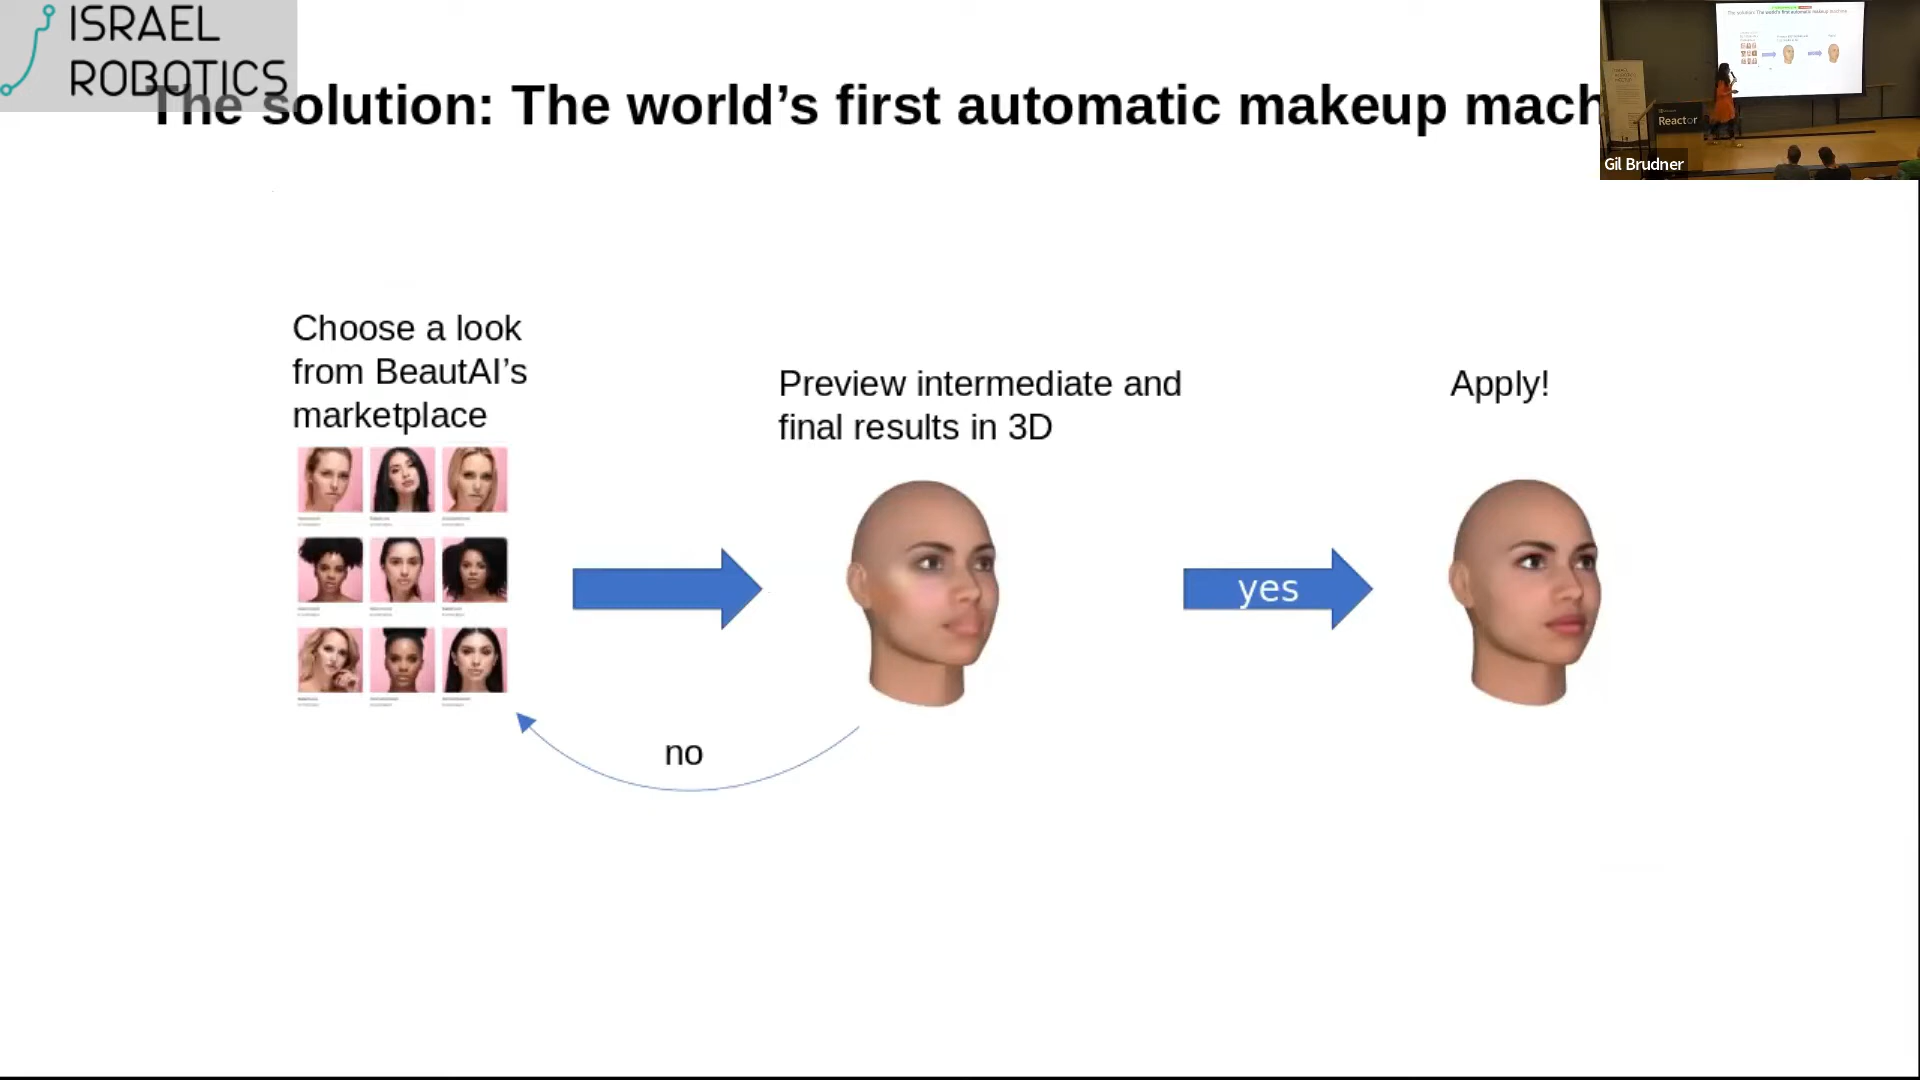 ISRAEL
ROBOTICS
The solution: The world's first automatic makeup mach
Reactor
Gil Brudner
Choose a look
from BeautAI's
marketplace
Preview intermediate and
final results in 3D
Apply!
yes
no